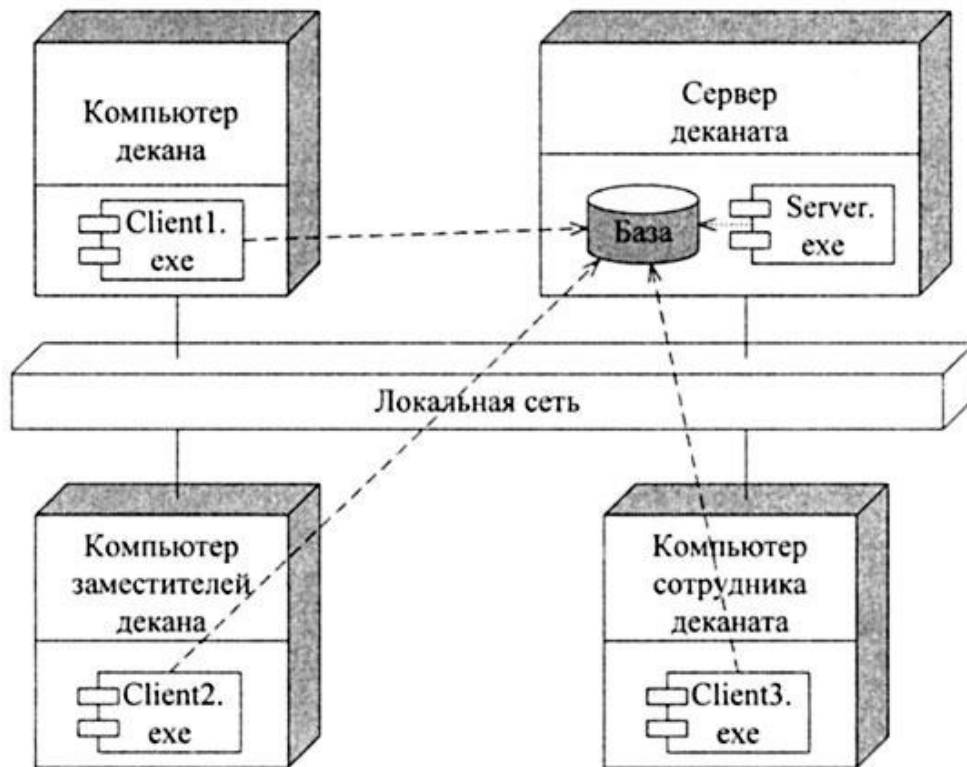 Компьютер
декана
Client1.
exe
Сервер
деканата
База
Server.
exe
Локальная сеть
Компьютер
заместителей
декана
Client2.
exe
Компьютер
сотрудника
деканата
Client3.
exe